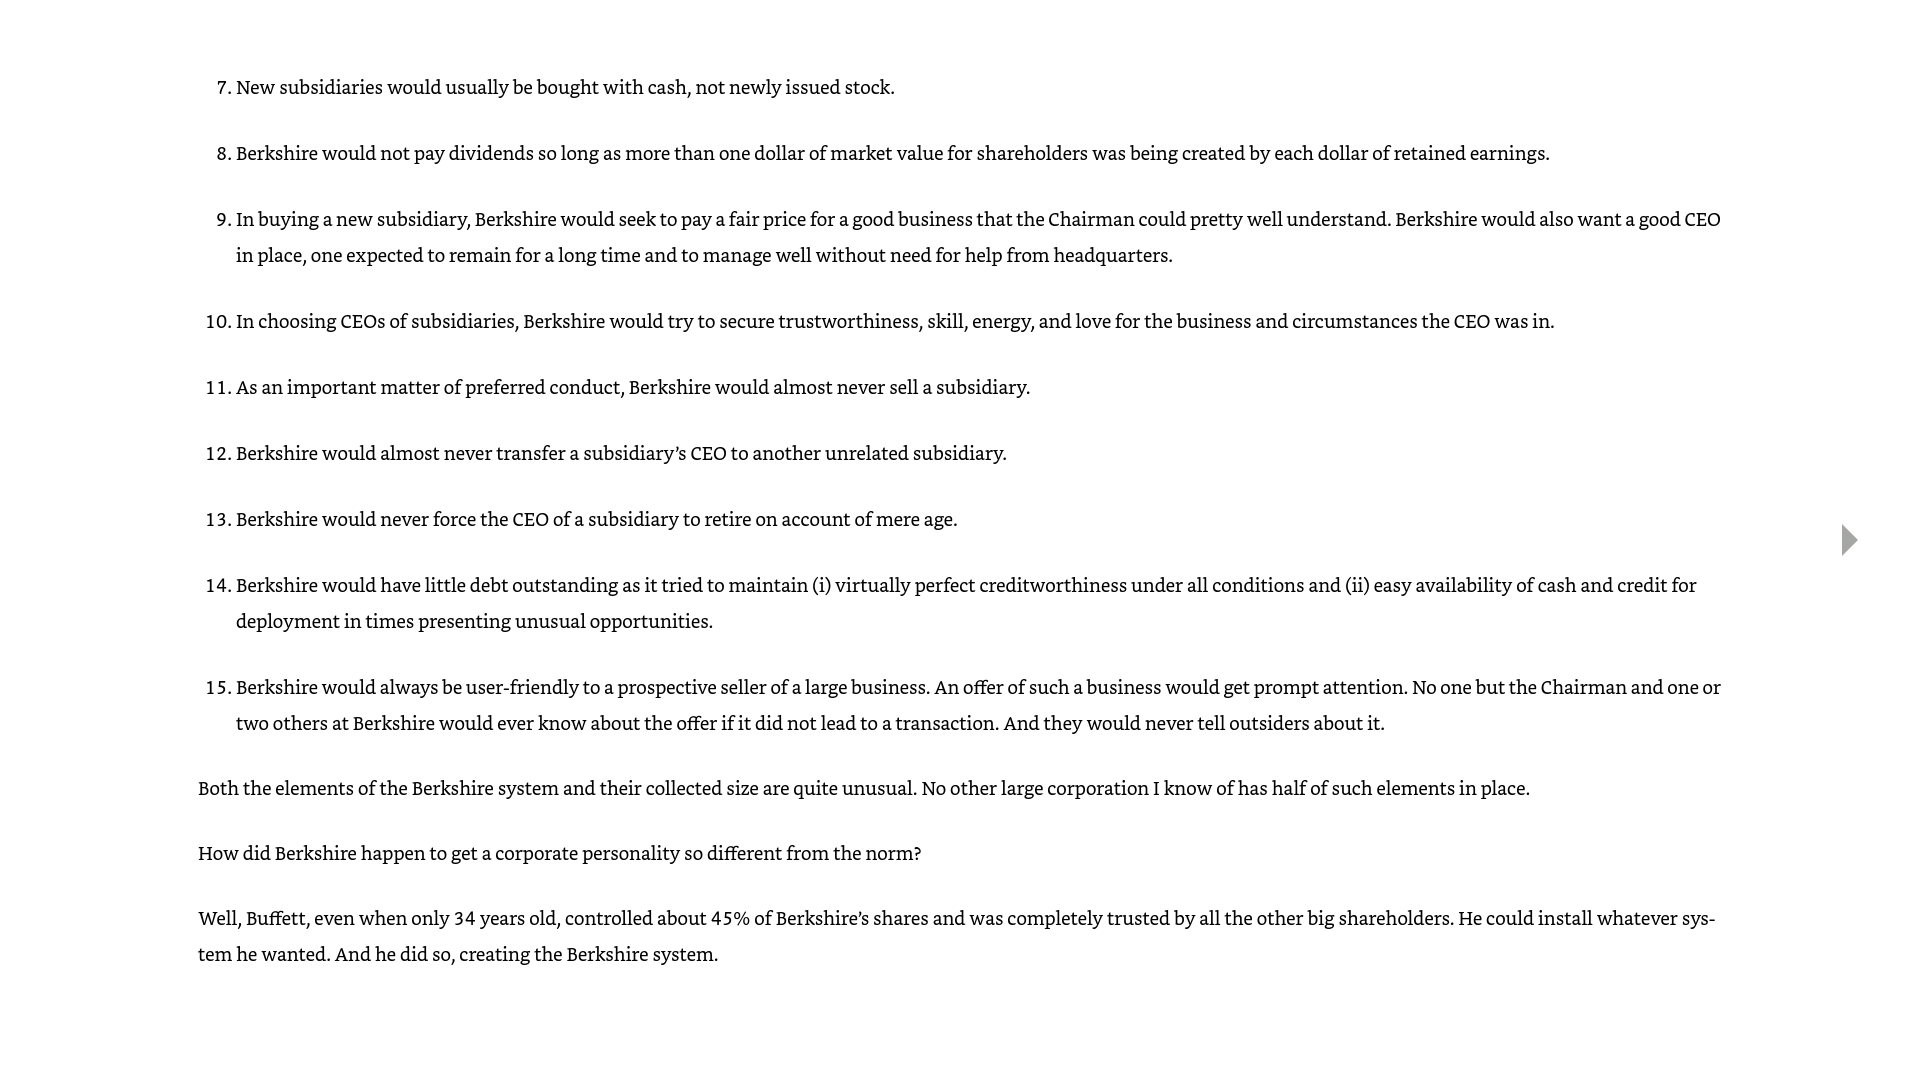 7. New subsidiaries would usually be bought with cash, not newly issued stock.
8. Berkshire would not pay dividends so long as more than one dollar of market value for shareholders was being created by each dollar of retained earnings.
9. In buying a new subsidiary, Berkshire would seek to pay a fair price for a good business that the Chairman could pretty well understand. Berkshire would also want a good CEO
in place, one expected to remain for a long time and to manage well without need for help from headquarters.
10. In choosing CEOs of subsidiaries, Berkshire would try to secure trustworthiness, skill, energy, and love for the business and circumstances the CEO was in.
11. As an important matter of preferred conduct, Berkshire would almost never sell a subsidiary.
12. Berkshire would almost never transfer a subsidiary’s CEO to another unrelated subsidiary.
13. Berkshire would never force the CEO of a subsidiary to retire on account of mere age.
14. Berkshire would have little debt outstanding as it tried to maintain (i) virtually perfect creditworthiness under all conditions and (ii) easy availability of cash and credit for
deployment in times presenting unusual opportunities.
15. Berkshire would always be user-friendly to a prospective seller of a large business. An offer of such a business would get prompt attention. No one but the Chairman and one or
two others at Berkshire would ever know about the offer if it did not lead to a transaction. And they would never tell outsiders about it.
Both the elements of the Berkshire system and their collected size are quite unusual. No other large corporation I know of has half of such elements in place.
How did Berkshire happen to get a corporate personality so different from the norm?
Well, Buffett, even when only 34 years old, controlled about 45% of Berkshire’s shares and was completely trusted by all the other big shareholders. He could install whatever sys-
tem he wanted. And he did so, creating the Berkshire system.